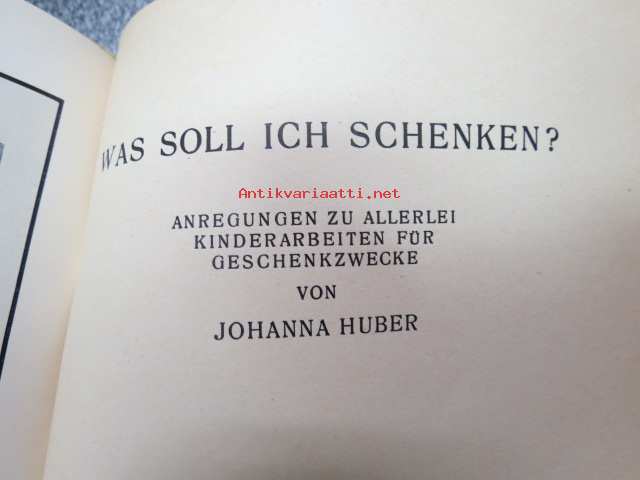 WAS SOLL ICH SCHENKEN?
Antikvariaatti.net
ANREGUNGEN ZU ALLERLEI
KINDERARBEITEN FÜR
GESCHENKZWECKE
VON
JOHANNA HUBER